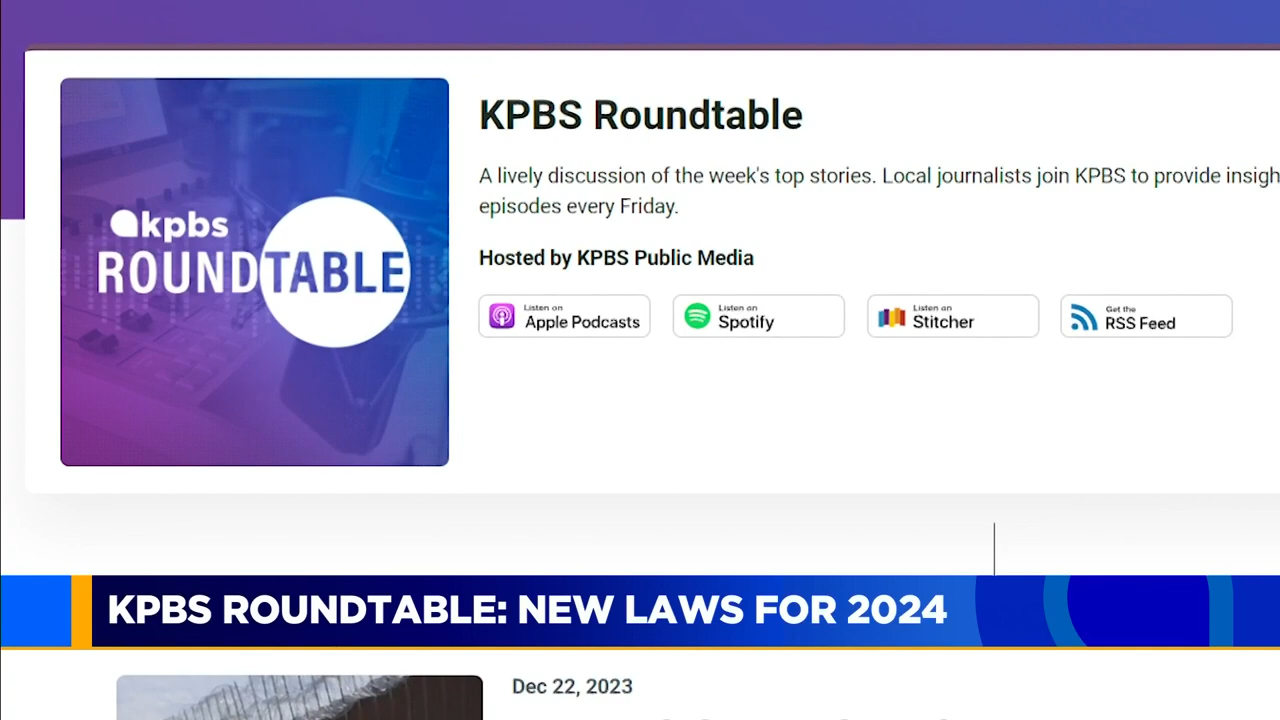 KPBS Roundtable
A lively discussion of the week's top stories. Local journalists join KPBS to provide insigh
episodes every Friday.
kpbs
ROUNDTABLE
Hosted by KPBS Public Media
Listen on
Apple Podcasts
Listen on
Spotify
Listen on
Stitcher
Get the
RSS Feed
KPBS ROUNDTABLE: NEW LAWS FOR 2024
Dec 22, 2023